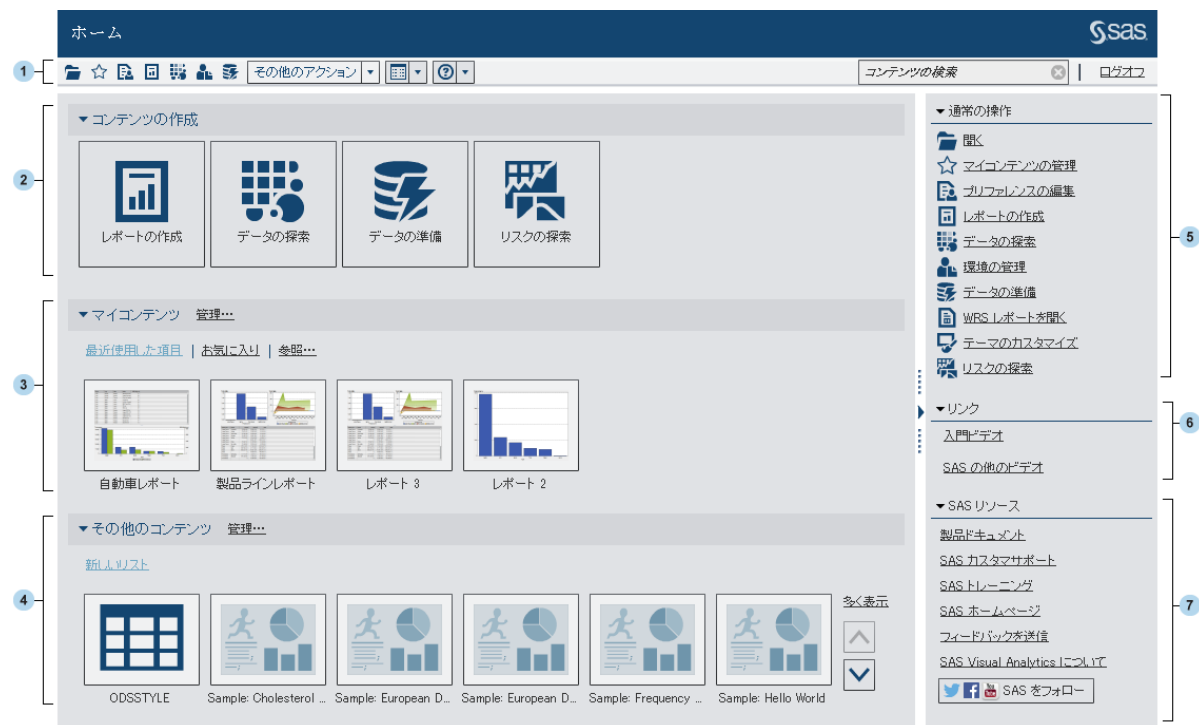 ホーム
sas
1
その他のアクション
コンテンツの検索
ログオフ
2
コンテンツの作成
レポートの作成
データの探索
データの準備
リスクの探索
3
マイコンテンツ 管理…
最近使用した項目 | お気に入り | 参照…
自動車レポート
製品ラインレポート
レポート 3
レポート 2
4
その他のコンテンツ 管理…
新しいリスト
ODSSTYLE
Sample: Cholesterol ...
Sample: European D...
Sample: European D...
Sample: Frequency ...
Sample: Hello World
多く表示
通常の操作
開く
マイコンテンツの管理
プリファレンスの編集
レポートの作成
データの探索
環境の管理
データの準備
WRS レポートを開く
テーマのカスタマイズ
リスクの探索
5
リンク
入門ビデオ
SAS の他のビデオ
6
SAS リソース
製品ドキュメント
SAS カスタマサポート
SAS トレーニング
SAS ホームページ
フィードバックを送信
SAS Visual Analytics について
SAS をフォロー
7